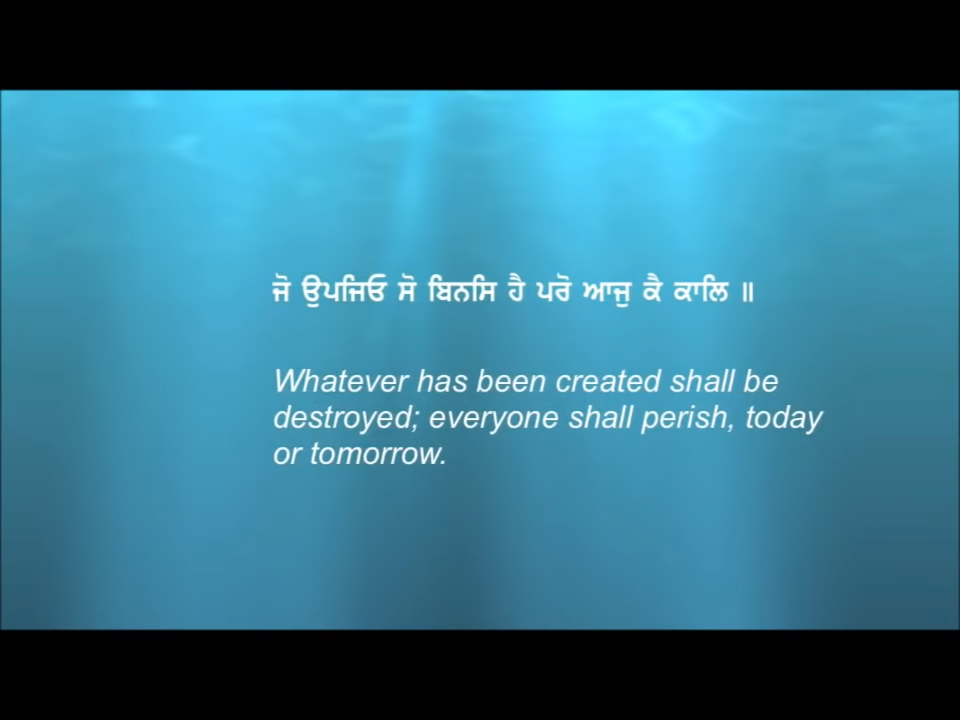 ਜੋ ਉਪਜਿਓ ਸੋ ਬਿਨਸਿ ਹੈ ਪਰੋ ਆਜੁ ਕੈ ਕਾਲਿ ॥
Whatever has been created shall be
destroyed; everyone shall perish, today
or tomorrow.